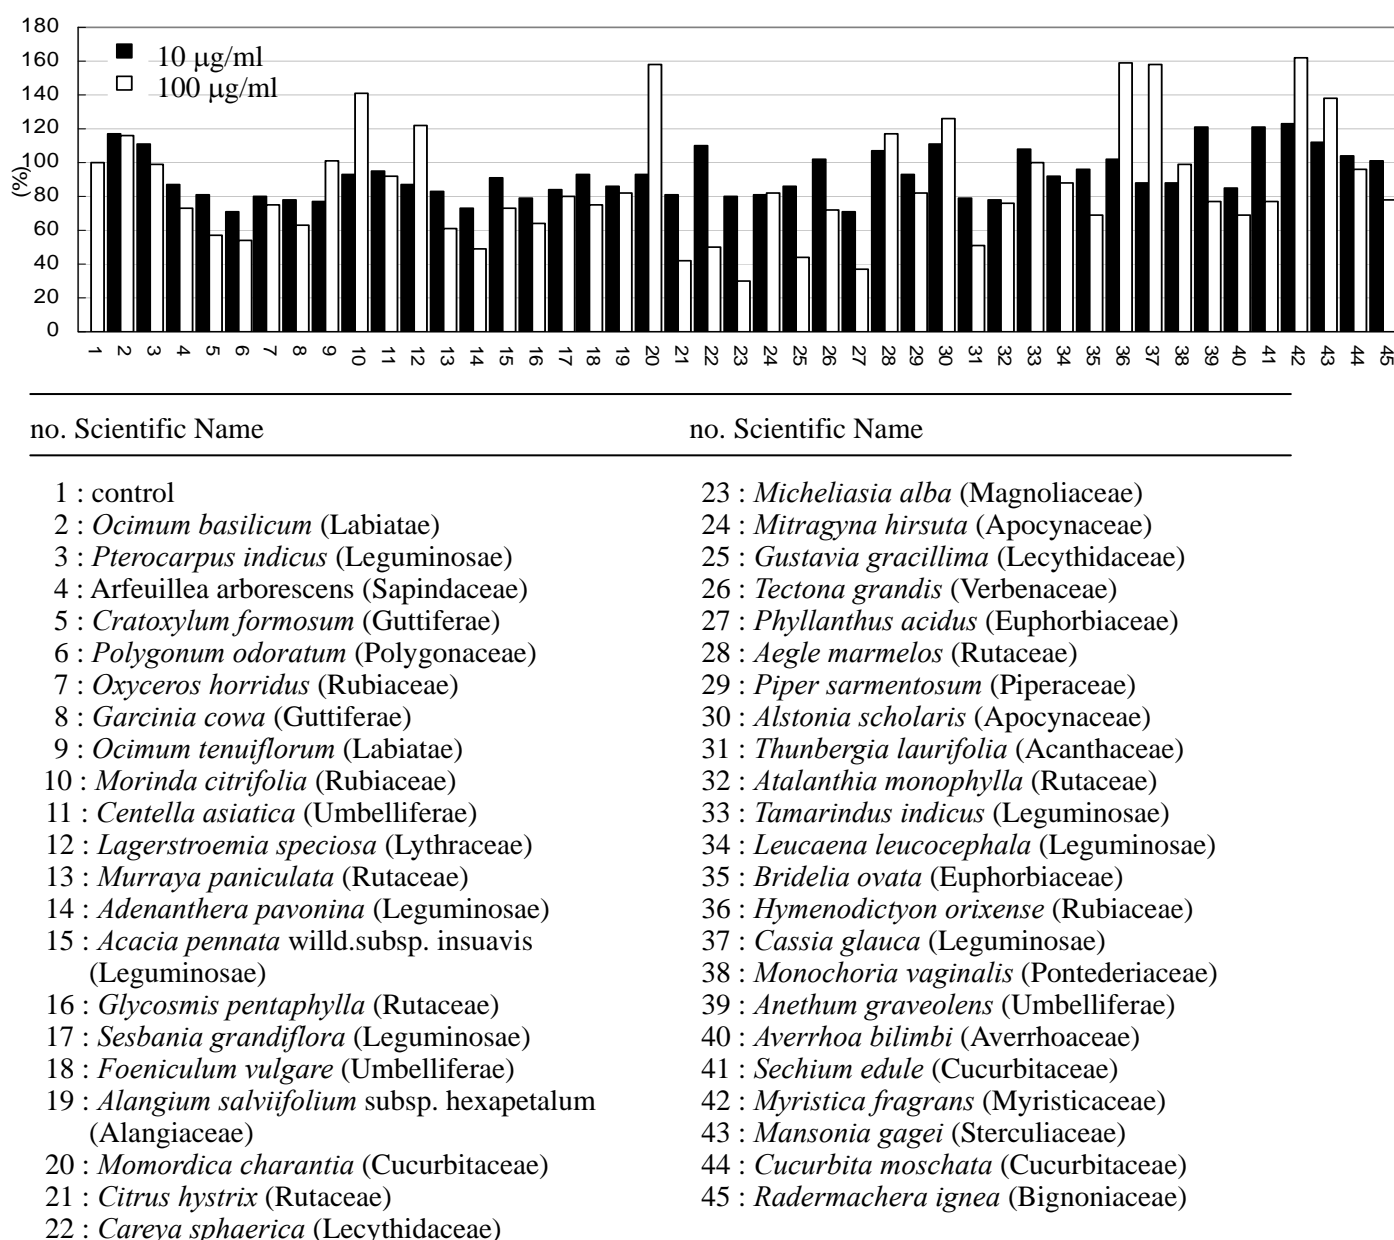 180
160
140
120
100
80
60
40
20
0
(%)
10 μg/ml
100 μg/ml
1 2 3 4 5 6 7 8 9 10 11 12 13 14 15 16 17 18 19 20 21 22 23 24 25 26 27 28 29 30 31 32 33 34 35 36 37 38 39 40 41 42 43 44 45
no. Scientific Name
1 : control
2 : Ocimum basilicum (Labiatae)
3 : Pterocarpus indicus (Leguminosae)
4 : Arfeuillea arborescens (Sapindaceae)
5 : Cratoxylum formosum (Guttiferae)
6 : Polygonum odoratum (Polygonaceae)
7 : Oxyceros horridus (Rubiaceae)
8 : Garcinia cowa (Guttiferae)
9 : Ocimum tenuiflorum (Labiatae)
10 : Morinda citrifolia (Rubiaceae)
11 : Centella asiatica (Umbelliferae)
12 : Lagerstroemia speciosa (Lythraceae)
13 : Murraya paniculata (Rutaceae)
14 : Adenanthera pavonina (Leguminosae)
15 : Acacia pennata willd.subsp. insuavis
(Leguminosae)
16 : Glycosmis pentaphylla (Rutaceae)
17 : Sesbania grandiflora (Leguminosae)
18 : Foeniculum vulgare (Umbelliferae)
19 : Alangium salviifolium subsp. hexapetalum
(Alangiaceae)
20 : Momordica charantia (Cucurbitaceae)
21 : Citrus hystrix (Rutaceae)
22 : Careya sphaerica (Lecythidaceae)
no. Scientific Name
23 : Micheliasia alba (Magnoliaceae)
24 : Mitragyna hirsuta (Apocynaceae)
25 : Gustavia gracillima (Lecythidaceae)
26 : Tectona grandis (Verbenaceae)
27 : Phyllanthus acidus (Euphorbiaceae)
28 : Aegle marmelos (Rutaceae)
29 : Piper sarmentosum (Piperaceae)
30 : Alstonia scholaris (Apocynaceae)
31 : Thunbergia laurifolia (Acanthaceae)
32 : Atalanthia monophylla (Rutaceae)
33 : Tamarindus indicus (Leguminosae)
34 : Leucaena leucocephala (Leguminosae)
35 : Bridelia ovata (Euphorbiaceae)
36 : Hymenodictyon orixense (Rubiaceae)
37 : Cassia glauca (Leguminosae)
38 : Monochoria vaginalis (Pontederiaceae)
39 : Anethum graveolens (Umbelliferae)
40 : Averrhoa bilimbi (Averrhoaceae)
41 : Sechium edule (Cucurbitaceae)
42 : Myristica fragrans (Myristicaceae)
43 : Mansonia gagei (Sterculiaceae)
44 : Cucurbita moschata (Cucurbitaceae)
45 : Radermachera ignea (Bignoniaceae)